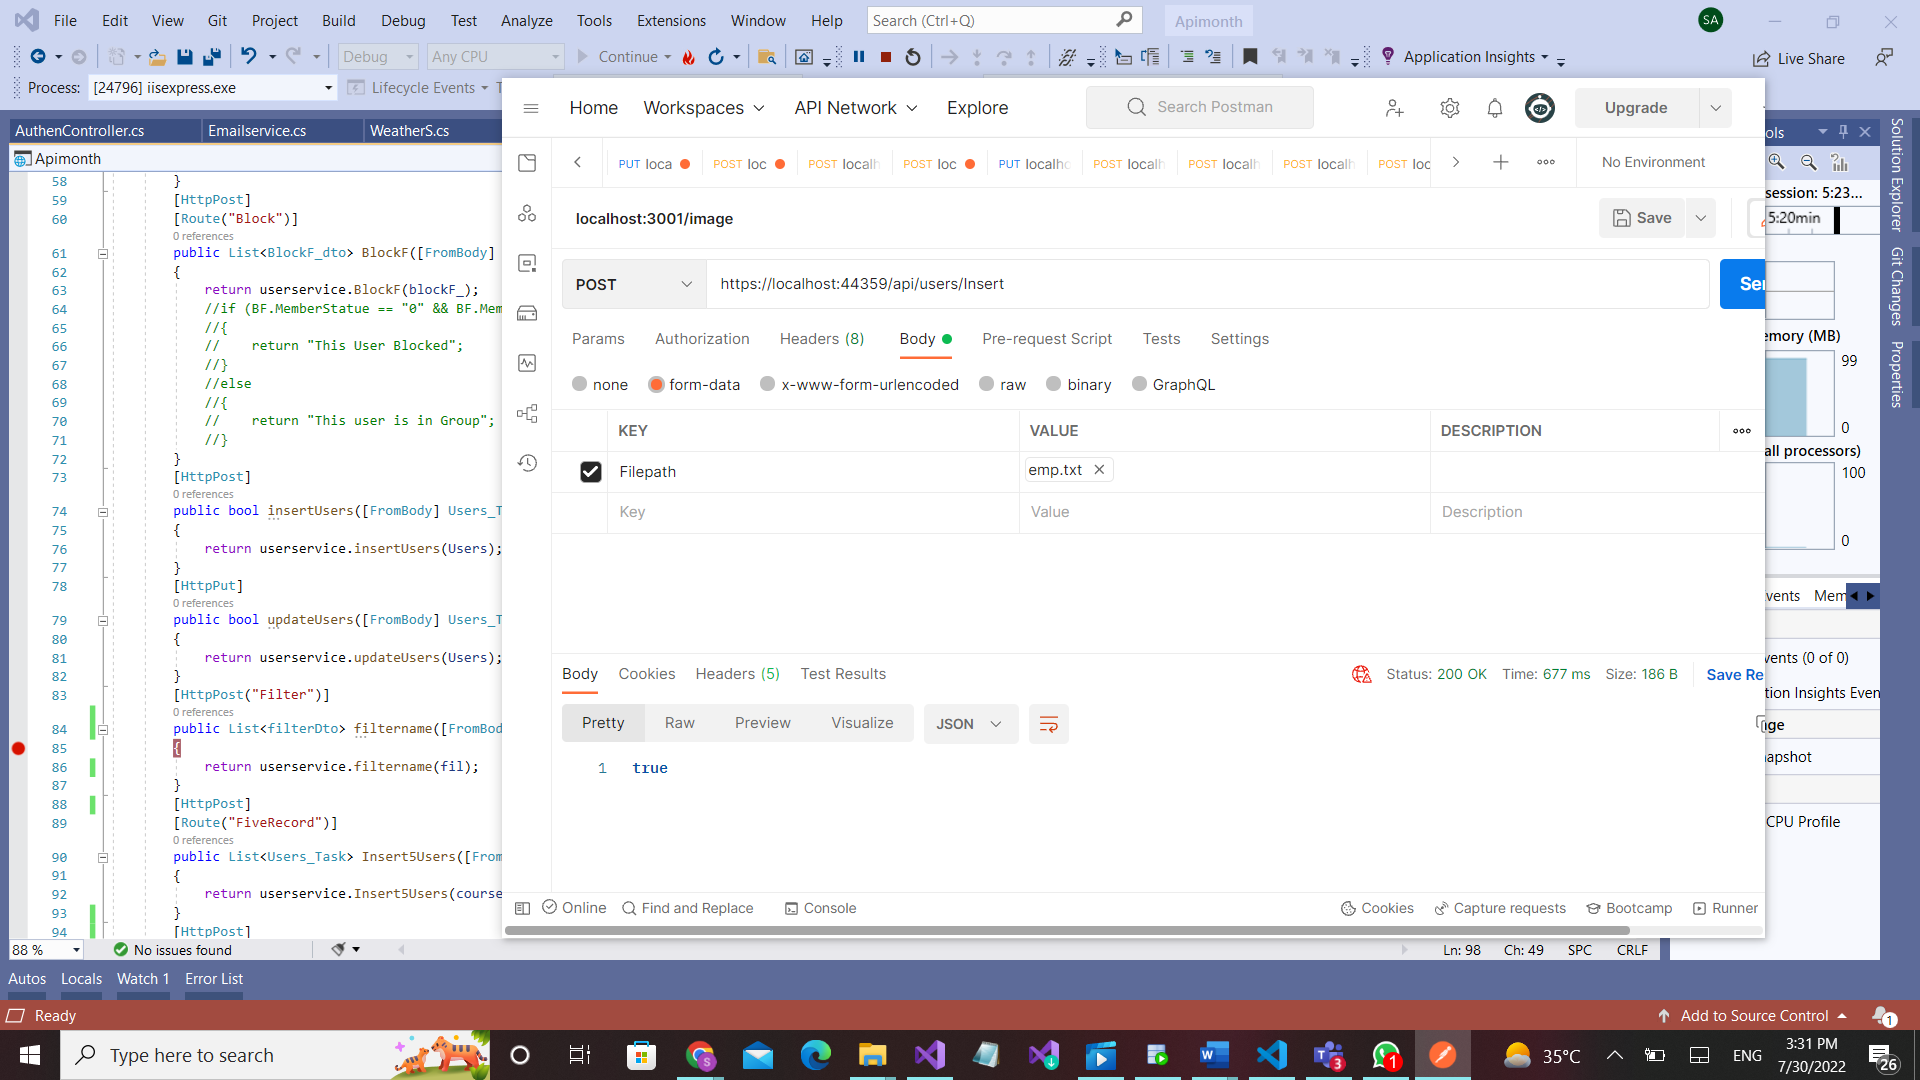 File Edit View Git Project Build Debug Test Analyze Tools Extensions Window Help Search (Ctrl+Q) Apimonth SA
Debug Any CPU Continue Application Insights Live Share
Process: [24796] iisexpress.exe Lifecycle Events
AuthenController.cs Emailservice.cs WeatherS.cs
Apimonth
58 }
59 [HttpPost]
60 [Route("Block")]
0 references
61 public List<BlockF_dto> BlockF([FromBody]
62 {
63 return userservice.BlockF(blockF_);
64 //if (BF.MemberStatue == "0" && BF.Mem
65 //{
66 // return "This User Blocked";
67 //}
68 //else
69 //{
70 // return "This user is in Group";
71 //}
72 }
73 [HttpPost]
0 references
74 public bool insertUsers([FromBody] Users_T
75 {
76 return userservice.insertUsers(Users);
77 }
78 [HttpPut]
0 references
79 public bool updateUsers([FromBody] Users_T
80 {
81 return userservice.updateUsers(Users);
82 }
83 [HttpPost("Filter")]
0 references
84 public List<filterDto> filtername([FromBod
85 {
86 return userservice.filtername(fil);
87 }
88 [HttpPost]
89 [Route("FiveRecord")]
0 references
90 public List<Users_Task> Insert5Users([From
91 {
92 return userservice.Insert5Users(course
93 }
94 [HttpPost]
88 % No issues found Ln: 98 Ch: 49 SPC CRLF
Autos Locals Watch 1 Error List
Home Workspaces API Network Explore Search Postman Upgrade
PUT loca POST loc POST localh POST loc PUT localho POST localh POST localh POST localh POST loc No Environment
localhost:3001/image Save
POST https://localhost:44359/api/users/Insert Se
Params Authorization Headers (8) Body Pre-request Script Tests Settings
none form-data x-www-form-urlencoded raw binary GraphQL
KEY VALUE DESCRIPTION
Filepath emp.txt
Key Value Description
Body Cookies Headers (5) Test Results Status: 200 OK Time: 677 ms Size: 186 B Save Re
Pretty Raw Preview Visualize JSON
1 true
Online Find and Replace Console Cookies Capture requests Bootcamp Runner
ols
session: 5:23...
5:20min
emory (MB)
99
0
all processors)
100
0
vents Mem
vents (0 of 0)
tion Insights Even
ge
apshot
CPU Profile
Solution Explorer
Git Changes
Properties
Ready Add to Source Control 1
Type here to search 3 1 35°C ENG 3:31 PM
7/30/2022 26